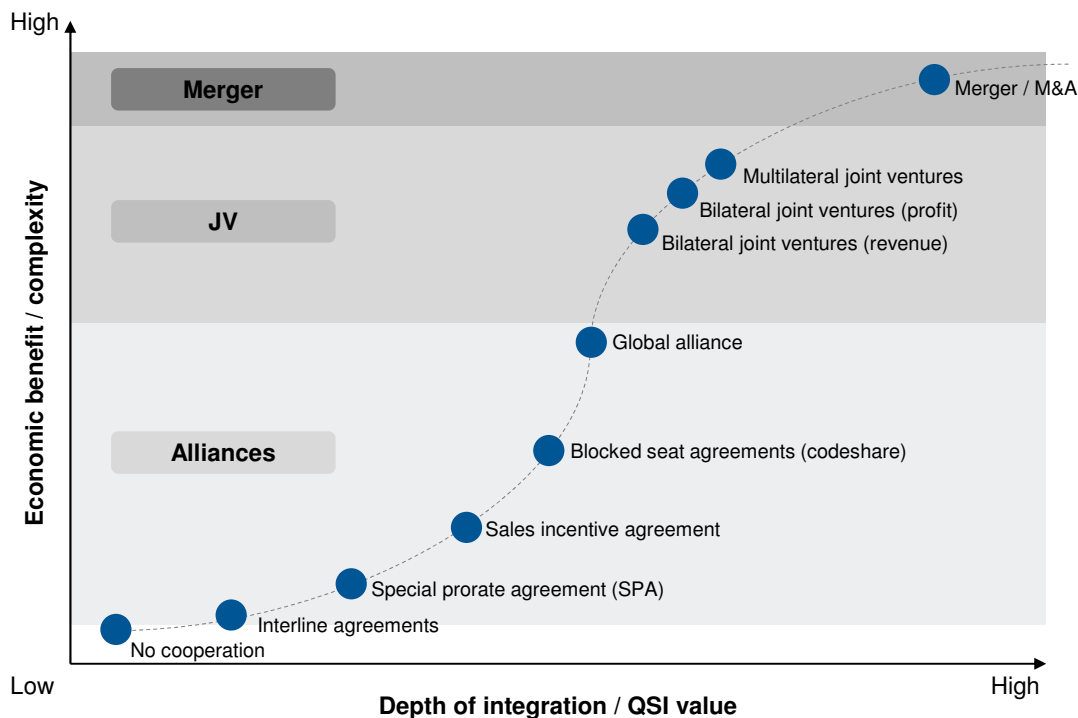 High
Merger
Merger / M&A
Multilateral joint ventures
JV
Bilateral joint ventures (profit)
Bilateral joint ventures (revenue)
Economic benefit / complexity
Global alliance
Alliances
Blocked seat agreements (codeshare)
Sales incentive agreement
Special prorate agreement (SPA)
Interline agreements
No cooperation
Low
High
Depth of integration / QSI value